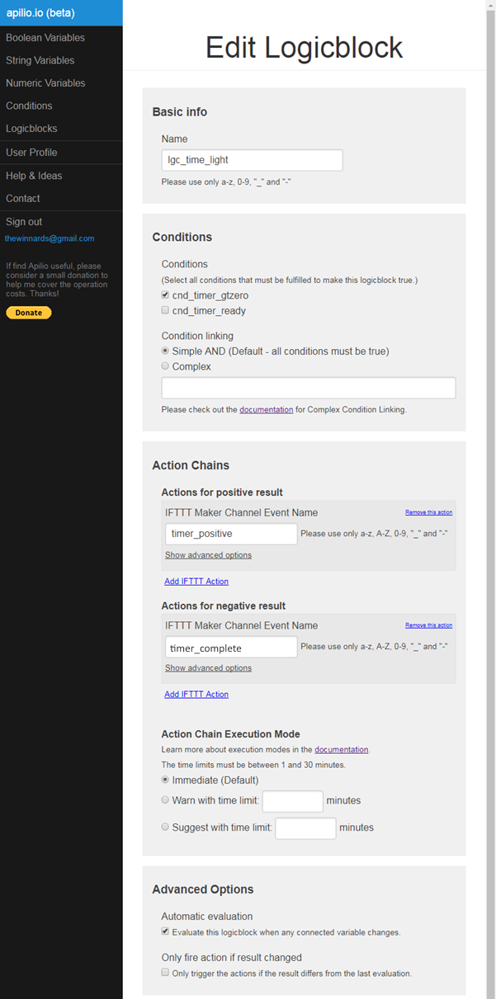 apilio.io (beta)
Boolean Variables
String Variables
Numeric Variables
Conditions
Logicblocks
User Profile
Help & Ideas
Contact
Sign out
thewinnards@gmail.com
If find Apilio useful, please
consider a small donation to
help me cover the operation
costs. Thanks!
Donate
Edit Logicblock
Basic info
Name
lgc_time_light
Please use only a-z, 0-9, "_" and "-"
Conditions
Conditions
(Select all conditions that must be fulfilled to make this logicblock true.)
cnd_timer_gtzero
cnd_timer_ready
Condition linking
Simple AND (Default - all conditions must be true)
Complex
Please check out the documentation for Complex Condition Linking.
Action Chains
Actions for positive result
IFTTT Maker Channel Event Name Remove this action
timer_positive Please use only a-z, A-Z, 0-9, "_" and "-"
Show advanced options
Add IFTTT Action
Actions for negative result
IFTTT Maker Channel Event Name Remove this action
timer_complete Please use only a-z, A-Z, 0-9, "_" and "-"
Show advanced options
Add IFTTT Action
Action Chain Execution Mode
Learn more about execution modes in the documentation.
The time limits must be between 1 and 30 minutes.
Immediate (Default)
Warn with time limit: minutes
Suggest with time limit: minutes
Advanced Options
Automatic evaluation
Evaluate this logicblock when any connected variable changes.
Only fire action if result changed
Only trigger the actions if the result differs from the last evaluation.